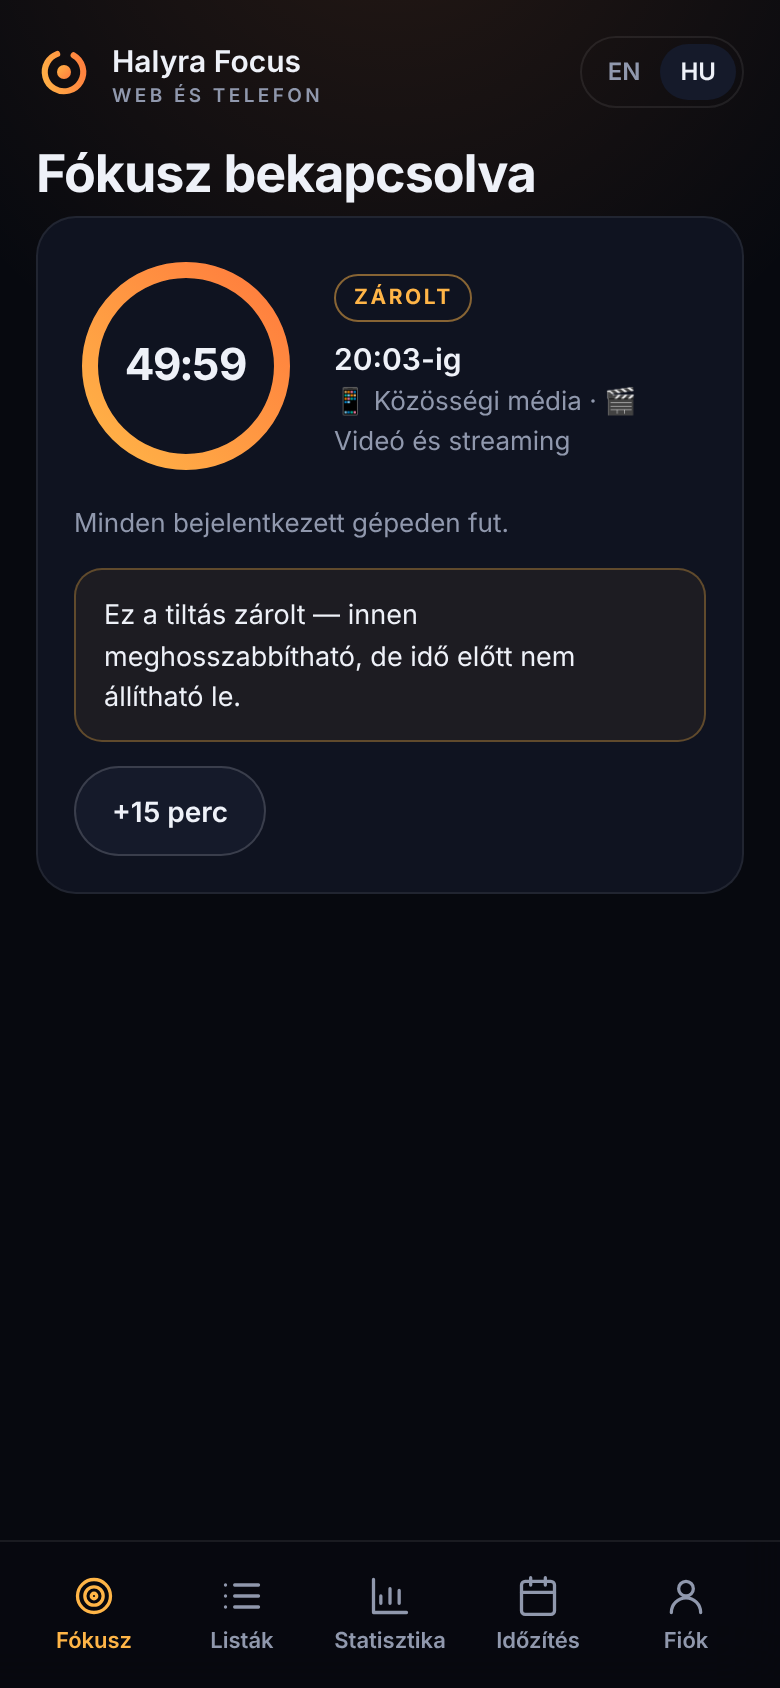 Halyra Focus
WEB ÉS TELEFON
EN
HU
Fókusz bekapcsolva
49:59
ZÁROLT
20:03-ig
Közösségi média ·
Videó és streaming
Minden bejelentkezett gépeden fut.
Ez a tiltás zárolt — innen
meghosszabbítható, de idő előtt nem
állítható le.
+15 perc
Fókusz
Listák
Statisztika
Időzítés
Fiók